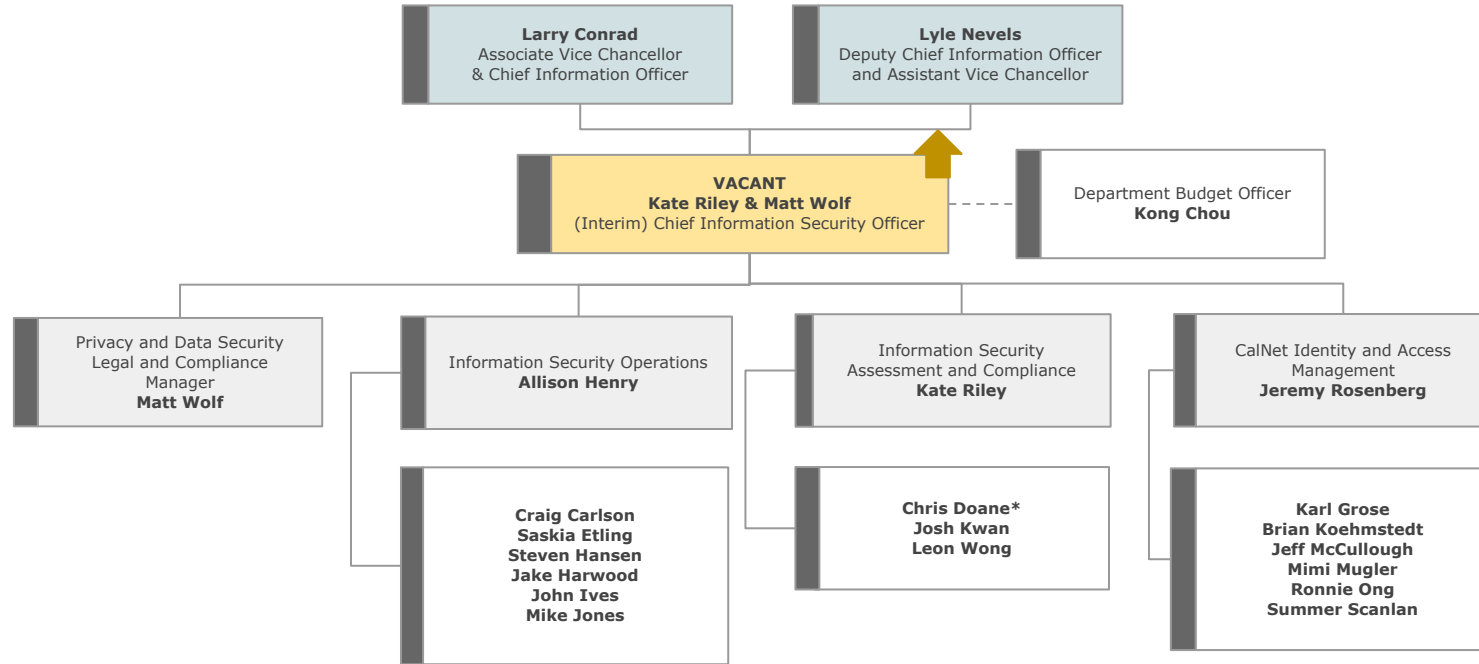 Larry Conrad
Associate Vice Chancellor
& Chief Information Officer
Lyle Nevels
Deputy Chief Information Officer
and Assistant Vice Chancellor
VACANT
Kate Riley & Matt Wolf
(Interim) Chief Information Security Officer
Department Budget Officer
Kong Chou
Privacy and Data Security
Legal and Compliance
Manager
Matt Wolf
Information Security Operations
Allison Henry
Information Security
Assessment and Compliance
Kate Riley
CalNet Identity and Access
Management
Jeremy Rosenberg
Craig Carlson
Saskia Etling
Steven Hansen
Jake Harwood
John Ives
Mike Jones
Chris Doane*
Josh Kwan
Leon Wong
Karl Grose
Brian Koehmstedt
Jeff McCullough
Mimi Mugler
Ronnie Ong
Summer Scanlan